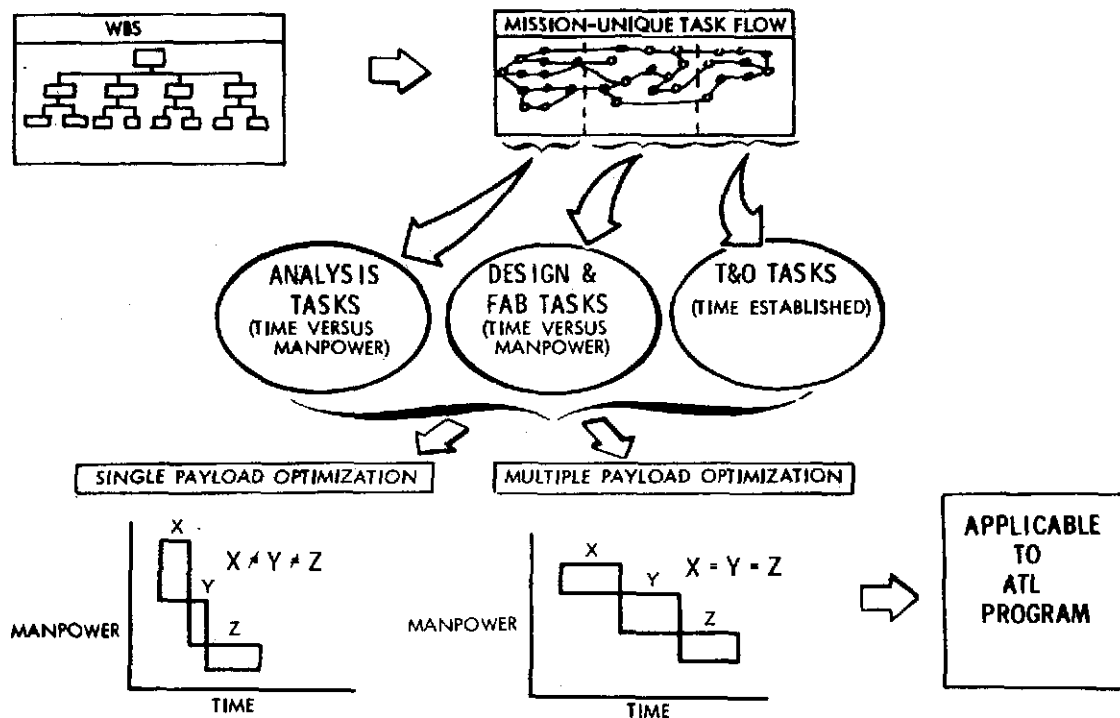 WBS
MISSION-UNIQUE TASK FLOW
ANALYSIS
TASKS
(TIME VERSUS
MANPOWER)
DESIGN &
FAB TASKS
(TIME VERSUS
MANPOWER)
T&O TASKS
(TIME ESTABLISHED)
SINGLE PAYLOAD OPTIMIZATION
X
Y
Z
X ≠ Y ≠ Z
MANPOWER
TIME
MULTIPLE PAYLOAD OPTIMIZATION
X
Y
Z
X = Y = Z
MANPOWER
TIME
APPLICABLE
TO
ATL
PROGRAM